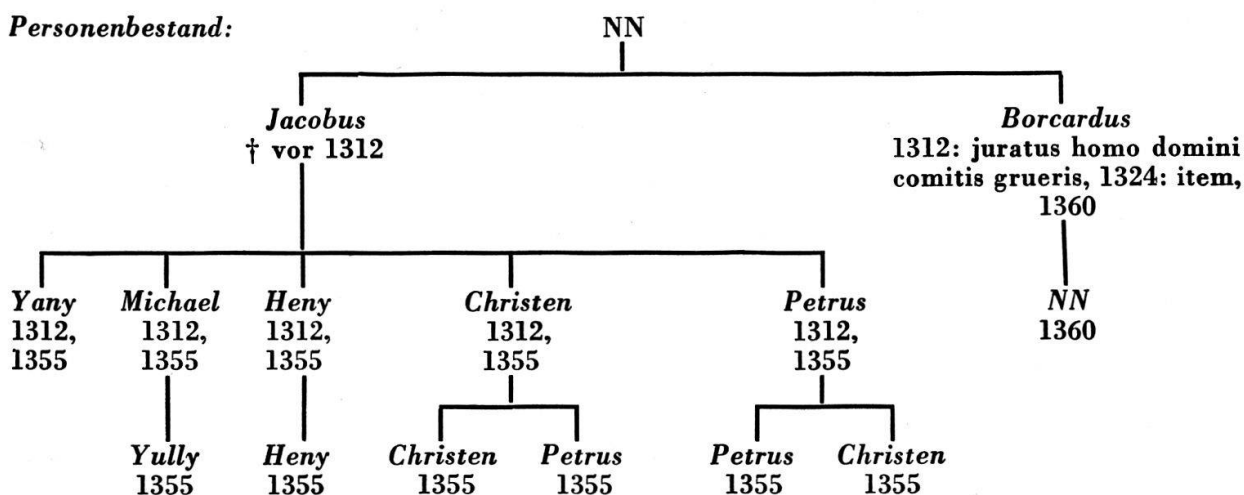 Personenbestand: NN
Jacobus
† vor 1312
Borcardus
1312: juratus homo domini
comitis grueris, 1324: item,
1360
Yany
1312,
1355
Michael
1312,
1355
Heny
1312,
1355
Christen
1312,
1355
Petrus
1312,
1355
NN
1360
Yully
1355
Heny
1355
Christen
1355
Petrus
1355
Petrus
1355
Christen
1355